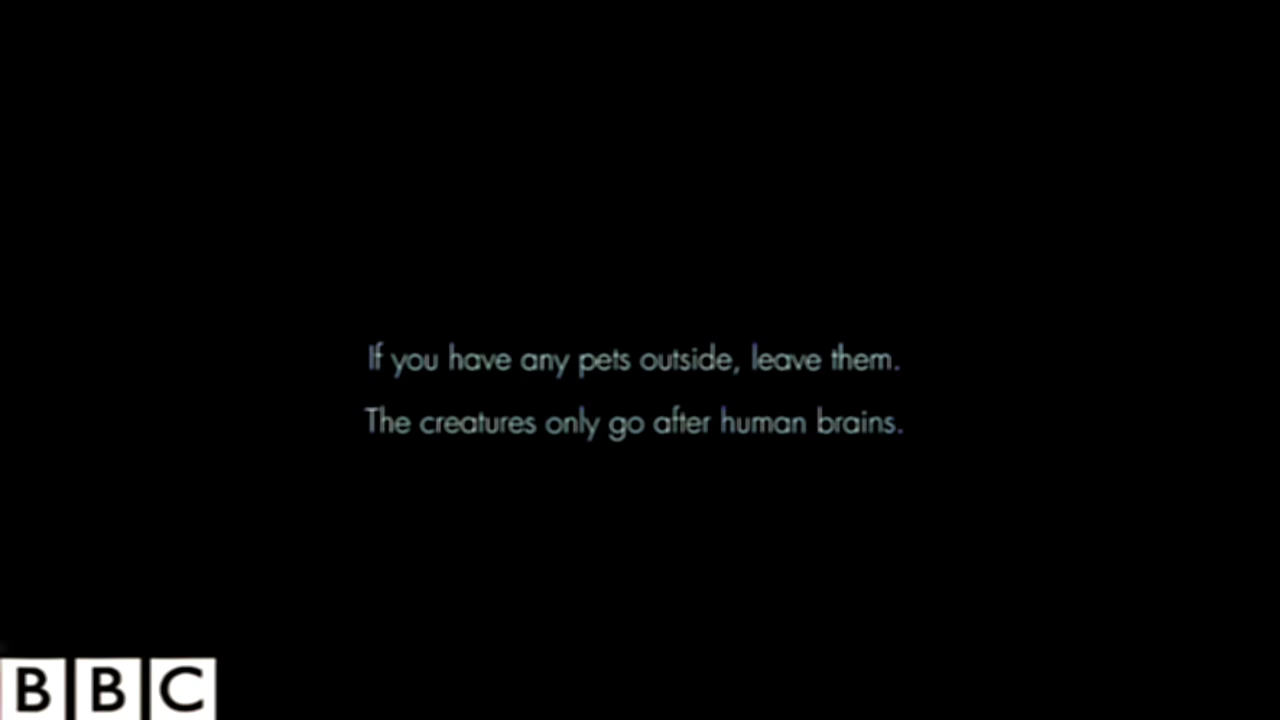 If you have any pets outside, leave them.
The creatures only go after human brains.
BBC